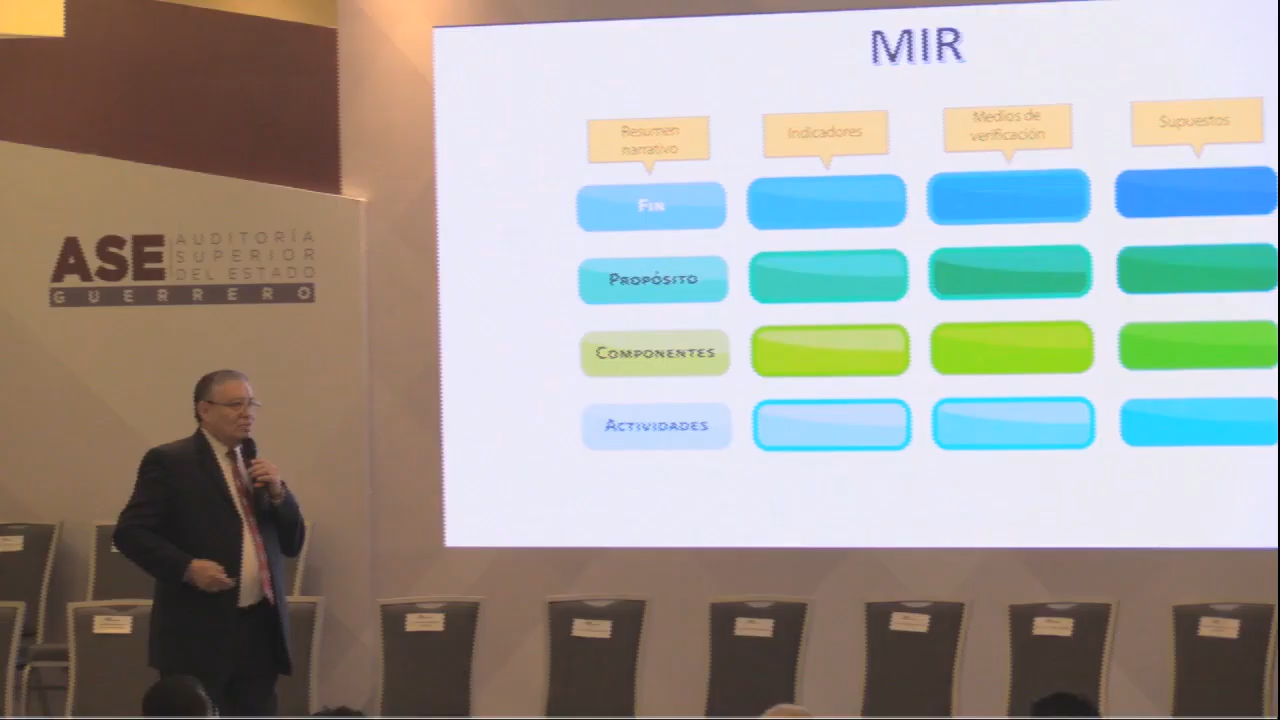 MIR
Resumen
narrativo
Indicadores
Medios de
verificación
Supuestos
FIN
PROPÓSITO
COMPONENTES
ACTIVIDADES
ASE
AUDITORÍA
SUPERIOR
DEL ESTADO
GUERRERO